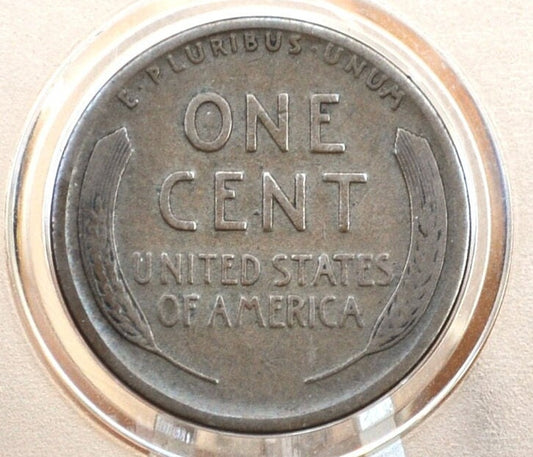 E·PLURIBUS·UNUM
ONE
CENT
UNITED STATES
OF AMERICA